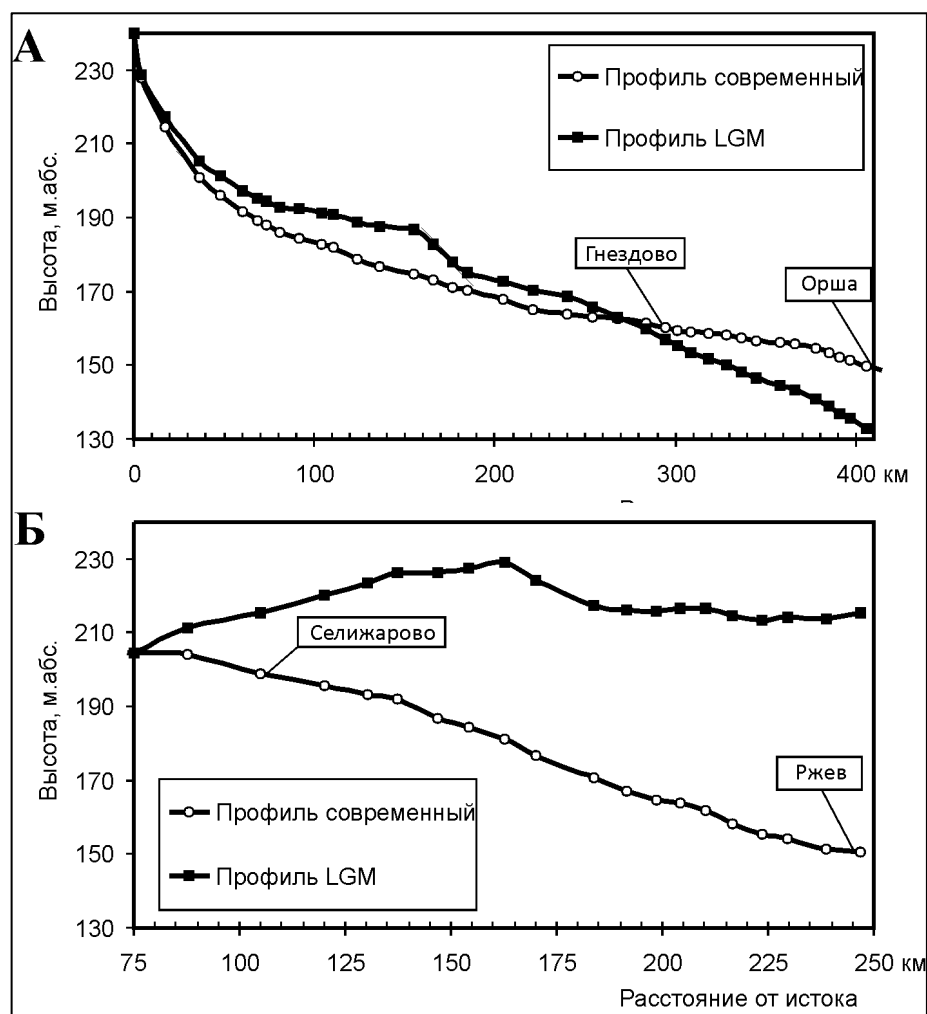 А
Высота, м.абс.
230
210
190
170
150
130
Профиль современный
Профиль LGM
Гнездово
Орша
0 100 200 300 400 км
Б
Высота, м.абс.
230
210
190
170
150
130
Селижарово
Ржев
Профиль современный
Профиль LGM
75 100 125 150 175 200 225 250 км
Расстояние от истока